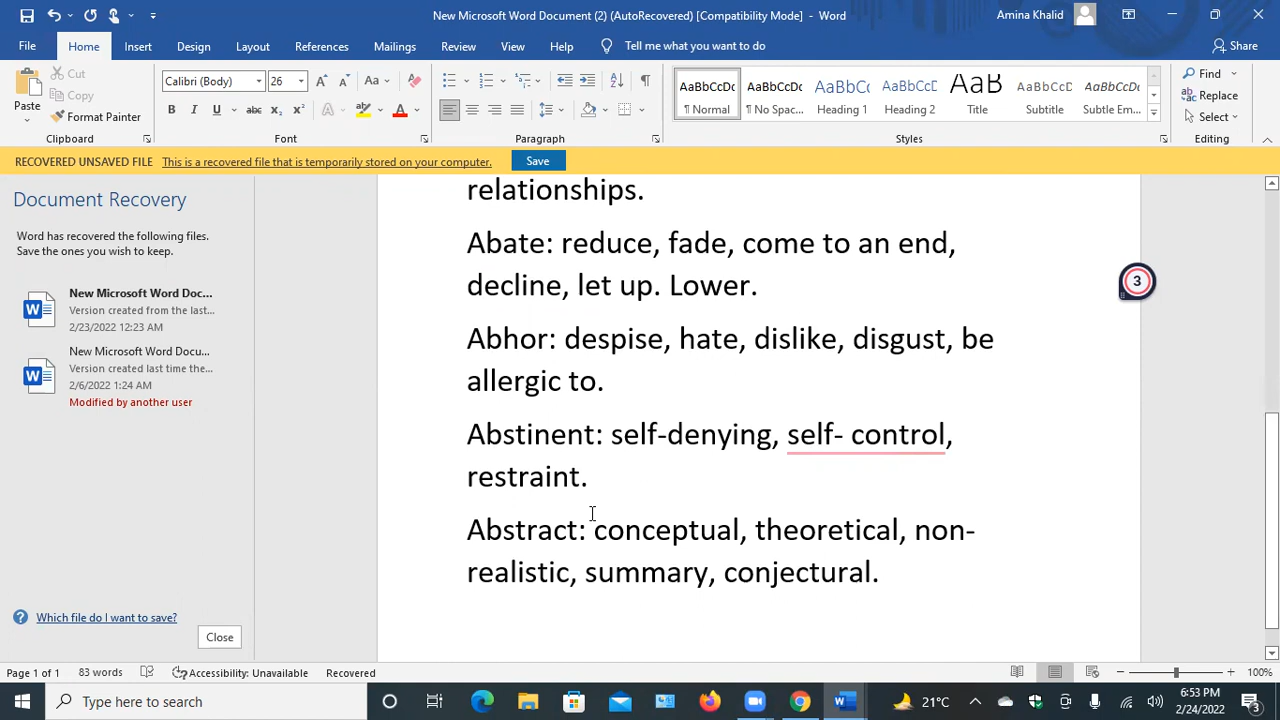 New Microsoft Word Document (2) (AutoRecovered) [Compatibility Mode] - Word
Amina Khalid
File Home Insert Design Layout References Mailings Review View Help Tell me what you want to do Share
Paste
Cut
Copy
Format Painter
Clipboard
Calibri (Body) 26
Font
Paragraph
AaBbCcDc AaBbCcDc AaBbCc AaBbCcC AaB AaBbCcC AaBbCcDc
¶ Normal ¶ No Spac... Heading 1 Heading 2 Title Subtitle Subtle Em...
Styles
Find
Replace
Select
Editing
RECOVERED UNSAVED FILE This is a recovered file that is temporarily stored on your computer. Save
Document Recovery
Word has recovered the following files.
Save the ones you wish to keep.
New Microsoft Word Doc...
Version created from the last...
2/23/2022 12:23 AM
New Microsoft Word Docu...
Version created last time the...
2/6/2022 1:24 AM
Modified by another user
Which file do I want to save?
Close
relationships.
Abate: reduce, fade, come to an end,
decline, let up. Lower.
Abhor: despise, hate, dislike, disgust, be
allergic to.
Abstinent: self-denying, self- control,
restraint.
Abstract: conceptual, theoretical, non-
realistic, summary, conjectural.
3
Page 1 of 1 83 words Accessibility: Unavailable Recovered 100%
Type here to search
21°C
6:53 PM
2/24/2022
3